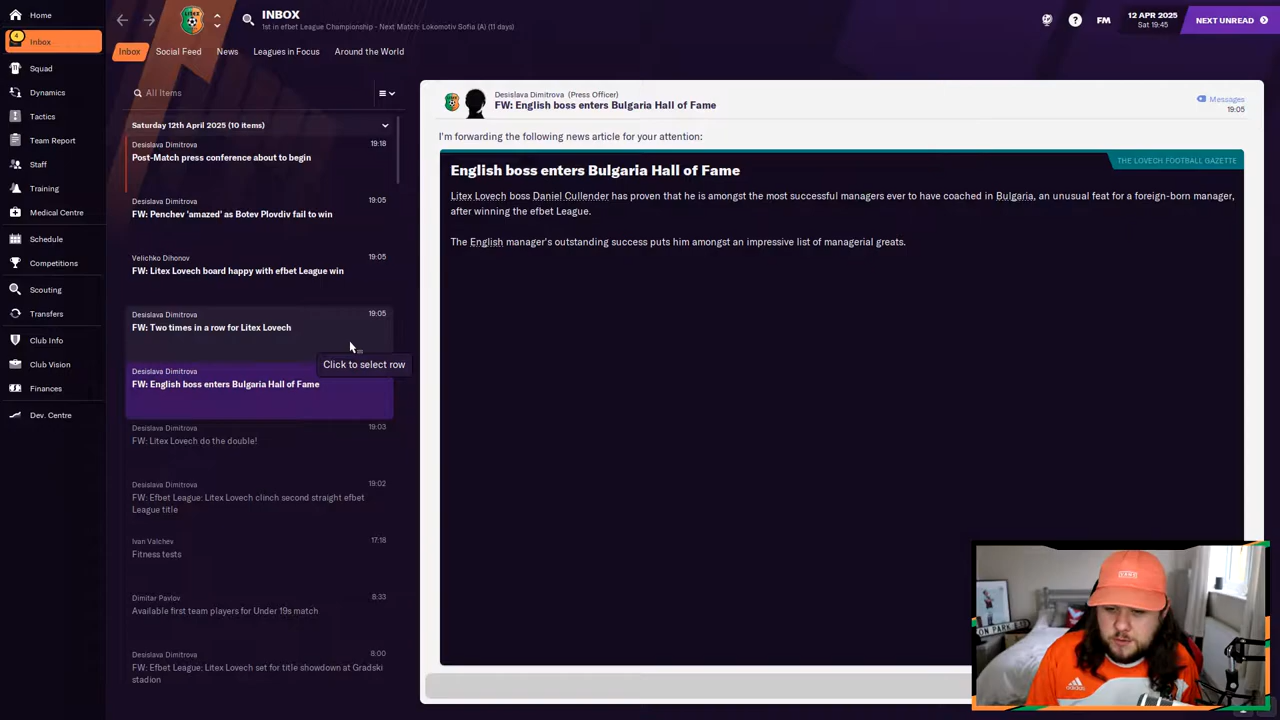 Home
INBOX
1st in efbet League Championship - Next Match: Lokomotiv Sofia (A) (11 days)
FM
12 APR 2025
Sat 19:45
NEXT UNREAD
4
Inbox
Squad
Dynamics
Tactics
Team Report
Staff
Training
Medical Centre
Schedule
Competitions
Scouting
Transfers
Club Info
Club Vision
Finances
Dev. Centre
Inbox
Social Feed
News
Leagues in Focus
Around the World
All Items
Saturday 12th April 2025 (10 items)
Desislava Dimitrova 19:18
Post-Match press conference about to begin
Desislava Dimitrova 19:05
FW: Penchev 'amazed' as Botev Plovdiv fail to win
Velichko Dihonov 19:05
FW: Litex Lovech board happy with efbet League win
Desislava Dimitrova 19:05
FW: Two times in a row for Litex Lovech
Click to select row
Desislava Dimitrova
FW: English boss enters Bulgaria Hall of Fame
Desislava Dimitrova 19:03
FW: Litex Lovech do the double!
Desislava Dimitrova 19:02
FW: Efbet League: Litex Lovech clinch second straight efbet
League title
Ivan Valchev 17:18
Fitness tests
Dimitar Pavlov 8:33
Available first team players for Under 19s match
Desislava Dimitrova 8:00
FW: Efbet League: Litex Lovech set for title showdown at Gradski
stadion
Desislava Dimitrova (Press Officer)
FW: English boss enters Bulgaria Hall of Fame
Messages
19:05
I'm forwarding the following news article for your attention:
THE LOVECH FOOTBALL GAZETTE
English boss enters Bulgaria Hall of Fame
Litex Lovech boss Daniel Cullender has proven that he is amongst the most successful managers ever to have coached in Bulgaria, an unusual feat for a foreign-born manager,
after winning the efbet League.
The English manager's outstanding success puts him amongst an impressive list of managerial greats.
VANS
ON PARK E13
adidas